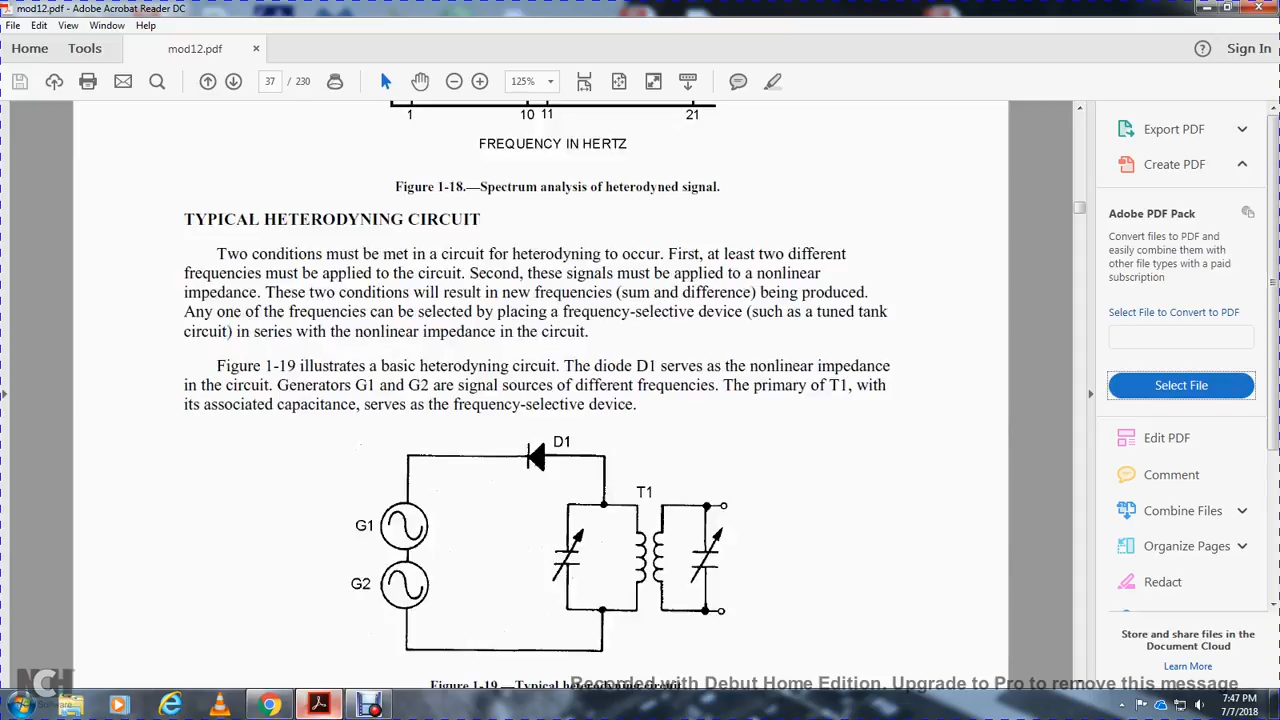 mod12.pdf - Adobe Acrobat Reader DC
File Edit View Window Help
Home Tools mod12.pdf × ? Sign In
37 / 230 125%
1 10 11 21
FREQUENCY IN HERTZ
Figure 1-18.—Spectrum analysis of heterodyned signal.
TYPICAL HETERODYNING CIRCUIT
Two conditions must be met in a circuit for heterodyning to occur. First, at least two different
frequencies must be applied to the circuit. Second, these signals must be applied to a nonlinear
impedance. These two conditions will result in new frequencies (sum and difference) being produced.
Any one of the frequencies can be selected by placing a frequency-selective device (such as a tuned tank
circuit) in series with the nonlinear impedance in the circuit.
Figure 1-19 illustrates a basic heterodyning circuit. The diode D1 serves as the nonlinear impedance
in the circuit. Generators G1 and G2 are signal sources of different frequencies. The primary of T1, with
its associated capacitance, serves as the frequency-selective device.
D1
T1
G1
G2
Figure 1-19.—Typical heterodyning circuit.
Export PDF
Create PDF
Adobe PDF Pack
Convert files to PDF and
easily combine them with
other file types with a paid
subscription
Select File to Convert to PDF
Select File
Edit PDF
Comment
Combine Files
Organize Pages
Redact
Store and share files in the
Document Cloud
Learn More
NCH
Software
Recorded with Debut Home Edition, Upgrade to Pro to remove this message
7:47 PM
7/7/2018